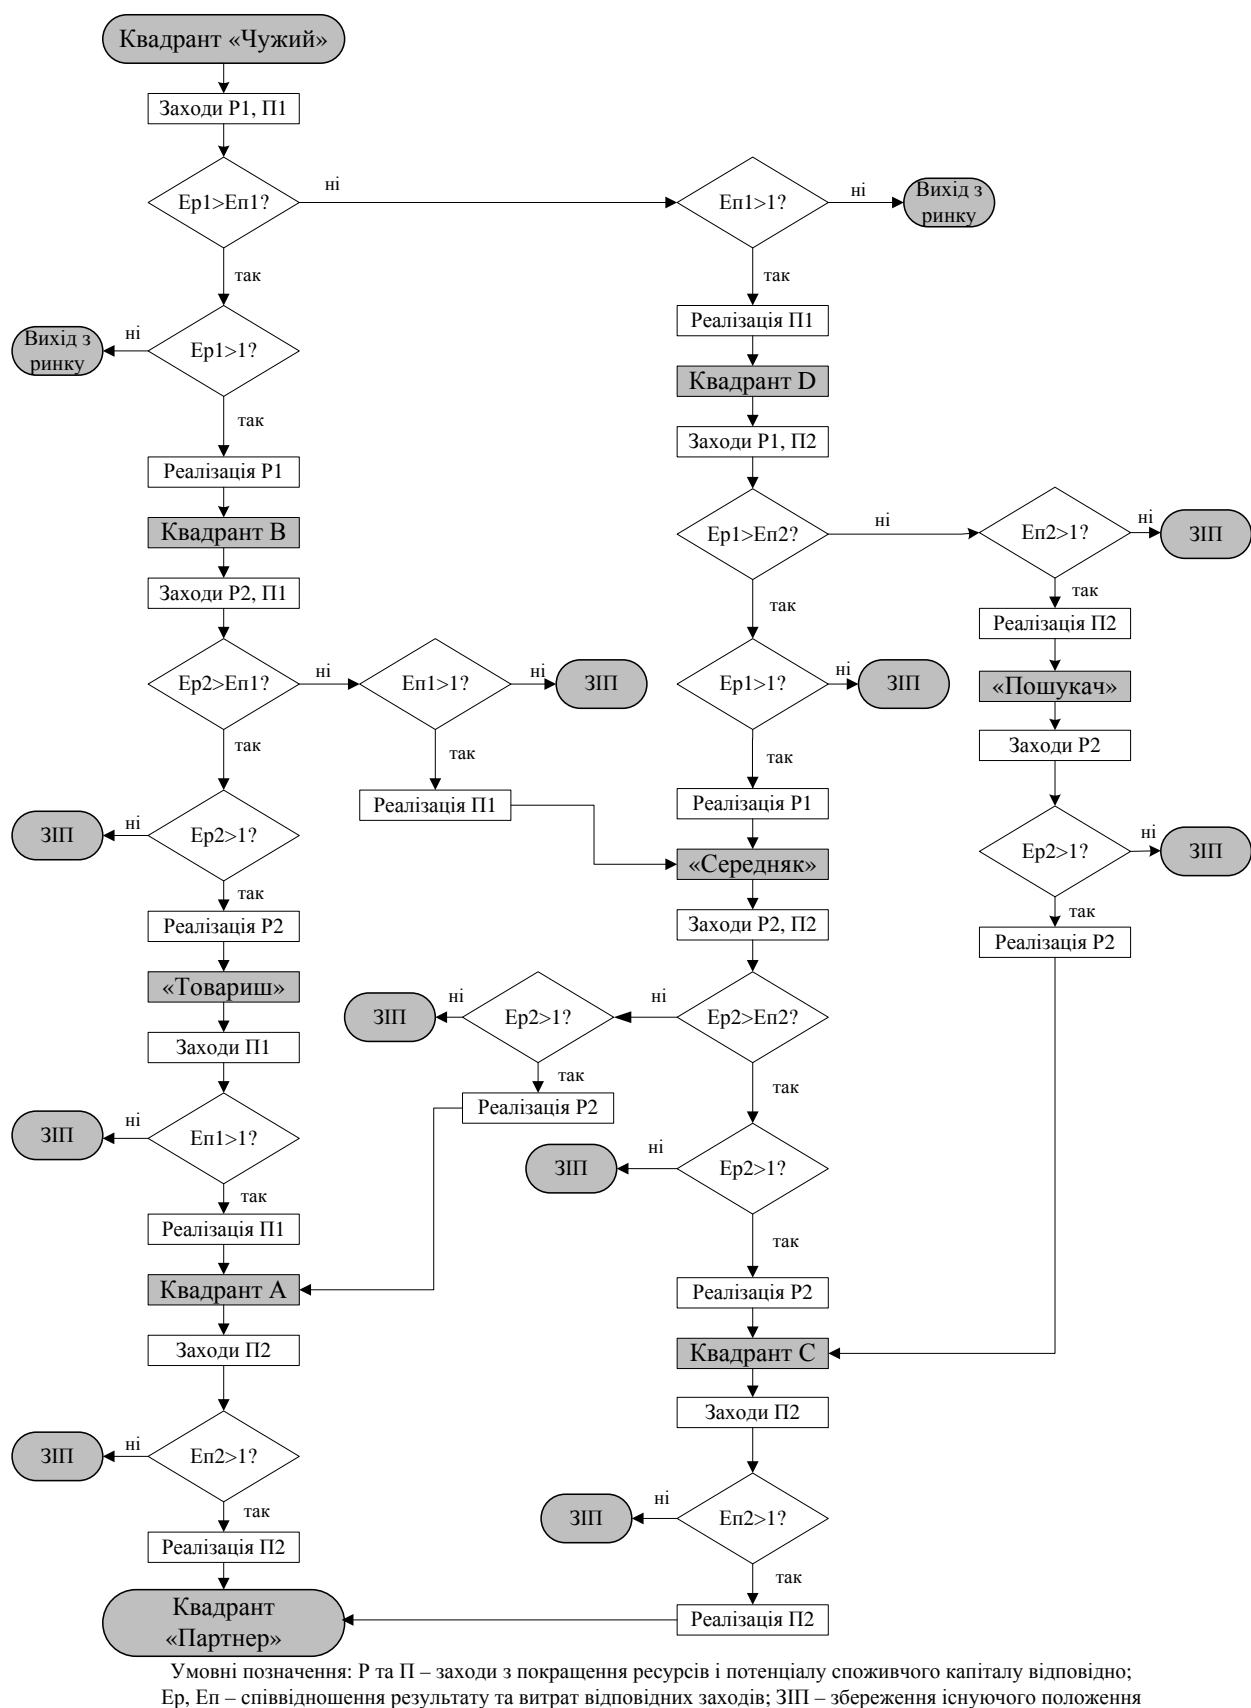 Квадрант «Чужий»
Заходи Р1, П1
Ер1>Еп1?
ні
Еп1>1?
ні
Вихід з
ринку
так
так
Реалізація П1
Вихід з
ринку
ні
Ер1>1?
Квадрант D
так
Заходи Р1, П2
Реалізація Р1
Квадрант В
Ер1>Еп2?
ні
Еп2>1?
ні
ЗІП
Заходи Р2, П1
так
так
Реалізація П2
Ер2>Еп1?
ні
Еп1>1?
ні
ЗІП
Ер1>1?
ні
ЗІП
«Пошукач»
так
так
так
Заходи Р2
Реалізація П1
Реалізація Р1
ЗІП
ні
Ер2>1?
«Середняк»
Ер2>1?
ні
ЗІП
так
так
Реалізація Р2
Заходи Р2, П2
Реалізація Р2
«Товариш»
ЗІП
ні
Ер2>1?
ні
Ер2>Еп2?
Заходи П1
так
так
Реалізація Р2
ЗІП
ні
Еп1>1?
ЗІП
ні
Ер2>1?
так
Реалізація П1
так
Квадрант А
Реалізація Р2
Заходи П2
Квадрант С
Заходи П2
ЗІП
ні
Еп2>1?
так
ЗІП
ні
Еп2>1?
Реалізація П2
так
Квадрант
«Партнер»
Реалізація П2
Умовні позначення: Р та П – заходи з покращення ресурсів і потенціалу споживчого капіталу відповідно;
Ер, Еп – співвідношення результату та витрат відповідних заходів; ЗІП – збереження існуючого положення